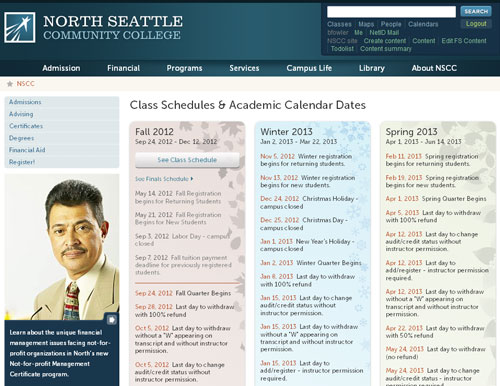 SEARCH
NORTH SEATTLE
COMMUNITY COLLEGE
Classes Maps People Calendars
bfowler Me NetID Mail
NSCC site Create content Content Edit FS Content
Todolist Content summary
Logout
Admission Financial Programs Services Campus Life Library About NSCC
NSCC
Admissions
Advising
Certificates
Degrees
Financial Aid
Register!
Learn about the unique financial
management issues facing not-for-
profit organizations in North's new
Not-for-profit Management
Certificate program.
Class Schedules & Academic Calendar Dates
Fall 2012
Sep 24, 2012 - Dec 12, 2012
See Class Schedule
See Finals Schedule
May 14, 2012 Fall Registration
begins for Returning Students
May 21, 2012 Fall Registration
Begins for New Students
Sep 3, 2012 Labor Day - campus
closed
Sep 7, 2012 Fall tuition payment
deadline for previously registered
students.
Sep 24, 2012 Fall Quarter Begins
Sep 28, 2012 Last day to withdraw
with 100% refund
Oct 5, 2012 Last day to withdraw
without a "W" appearing on
transcript and without instructor
permission.
Oct 5, 2012 Last day to change
audit/credit status without
instructor permission.
Winter 2013
Jan 2, 2013 - Mar 22, 2013
Nov 5, 2012 Winter registration
begins for returning students.
Nov 13, 2012 Winter registration
begins for new students.
Dec 24, 2012 Christmas Holiday -
campus closed
Dec 25, 2012 Christmas Day -
campus closed
Jan 1, 2013 New Year's Holiday -
campus closed
Jan 2, 2013 Winter Quarter Begins
Jan 8, 2013 Last day to withdraw
with 100% refund
Jan 15, 2013 Last day to change
audit/credit status without
instructor permission
Jan 15, 2013 Last day to withdraw
without a "W" appearing on
transcript and without instructor
permission.
Jan 15, 2013 Last day to
add/register - instructor permission
required.
Spring 2013
Apr 1, 2013 - Jun 14, 2013
Feb 11, 2013 Spring registration
begins for returning students.
Feb 19, 2013 Spring registration
begins for new students.
Apr 1, 2013 Spring Quarter Begins
Apr 5, 2013 Last day to withdraw
with 100% refund
Apr 12, 2013 Last day to change
audit/credit status without
instructor permission.
Apr 12, 2013 Last day to
add/register - instructor permission
required.
Apr 12, 2013 Last day to withdraw
without a "W" appearing on
transcript and without instructor
permission.
Apr 22, 2013 Last day to withdraw
with 50% refund
May 24, 2013 Last day to withdraw
(no refund)
May 24, 2013 Last day to change
audit/credit status with instructor